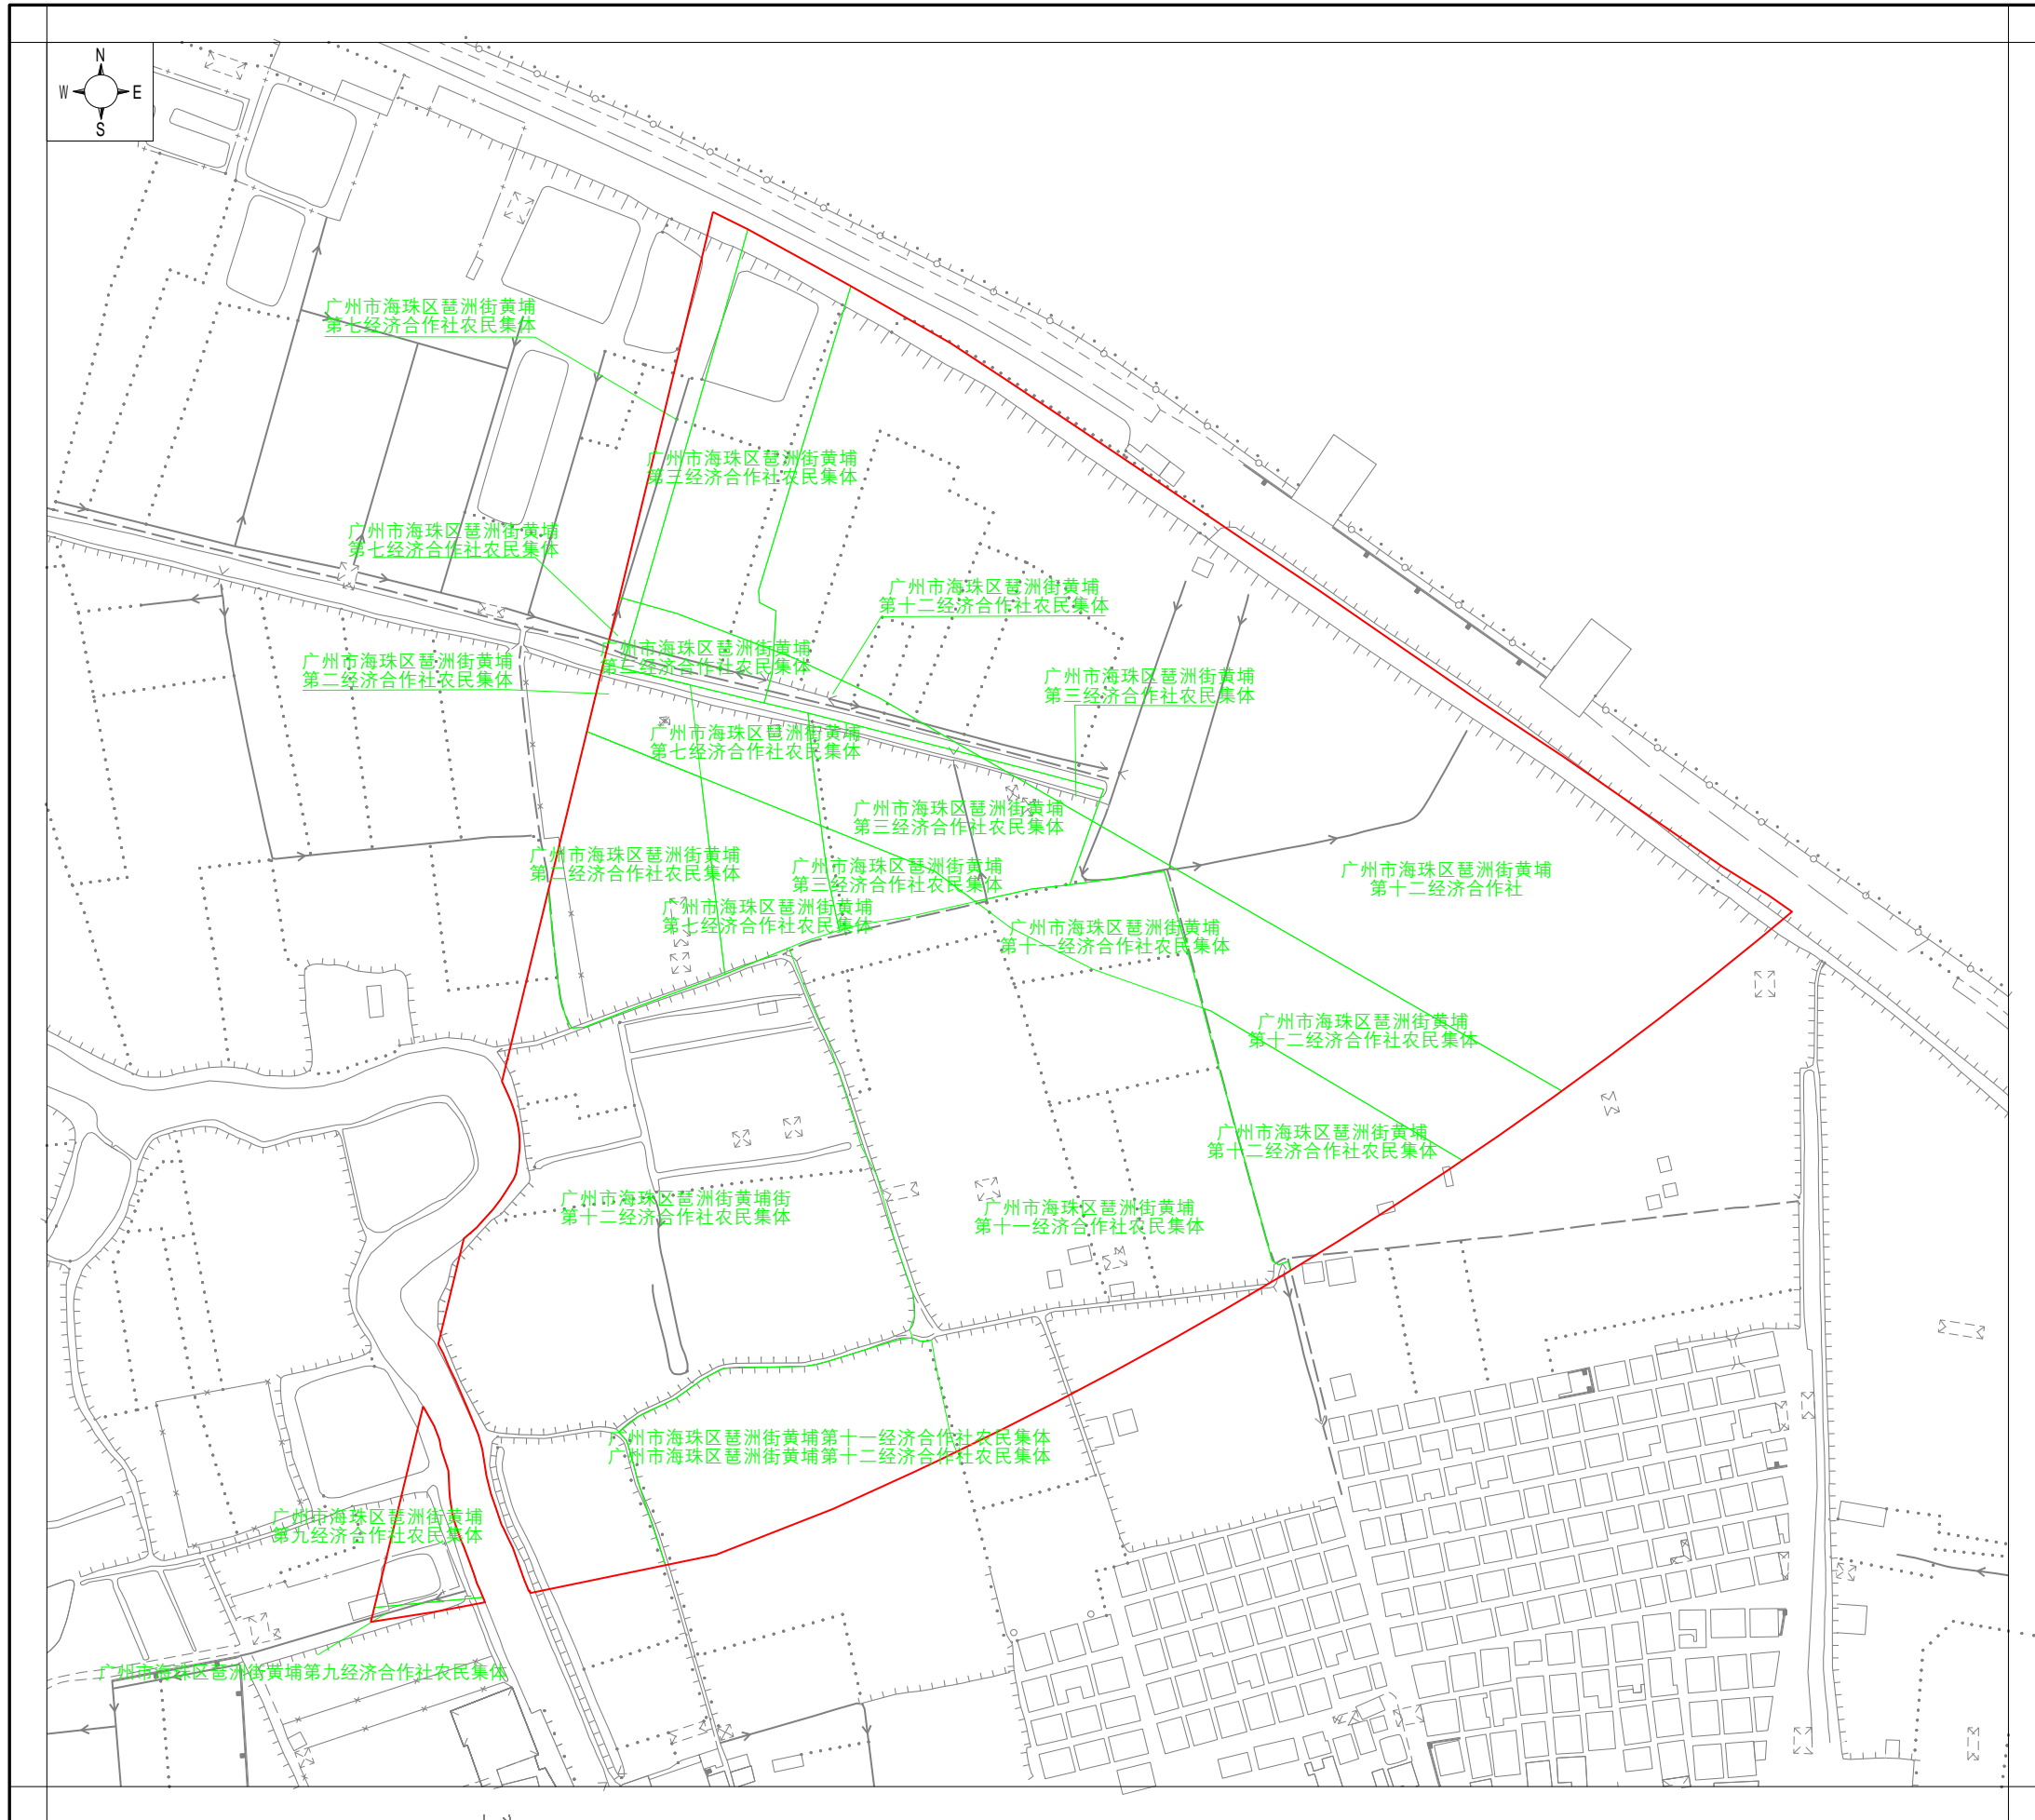 N
W
E
S
广州市海珠区琶洲街黄埔
第七经济合作社农民集体
广州市海珠区琶洲街黄埔
第三经济合作社农民集体
广州市海珠区琶洲街黄埔
第七经济合作社农民集体
广州市海珠区琶洲街黄埔
第十二经济合作社农民集体
广州市海珠区琶洲街黄埔
第三经济合作社农民集体
广州市海珠区琶洲街黄埔
第二经济合作社农民集体
广州市海珠区琶洲街黄埔
第三经济合作社农民集体
广州市海珠区琶洲街黄埔
第七经济合作社农民集体
广州市海珠区琶洲街黄埔
第三经济合作社农民集体
广州市海珠区琶洲街黄埔
第二经济合作社农民集体
广州市海珠区琶洲街黄埔
第三经济合作社农民集体
广州市海珠区琶洲街黄埔
第十二经济合作社
广州市海珠区琶洲街黄埔
第七经济合作社农民集体
广州市海珠区琶洲街黄埔
第十一经济合作社农民集体
广州市海珠区琶洲街黄埔
第十二经济合作社农民集体
广州市海珠区琶洲街黄埔
第十二经济合作社农民集体
广州市海珠区琶洲街黄埔街
第十二经济合作社农民集体
广州市海珠区琶洲街黄埔
第十一经济合作社农民集体
广州市海珠区琶洲街黄埔第十一经济合作社农民集体
广州市海珠区琶洲街黄埔第十二经济合作社农民集体
广州市海珠区琶洲街黄埔
第九经济合作社农民集体
广州市海珠区琶洲街黄埔第九经济合作社农民集体